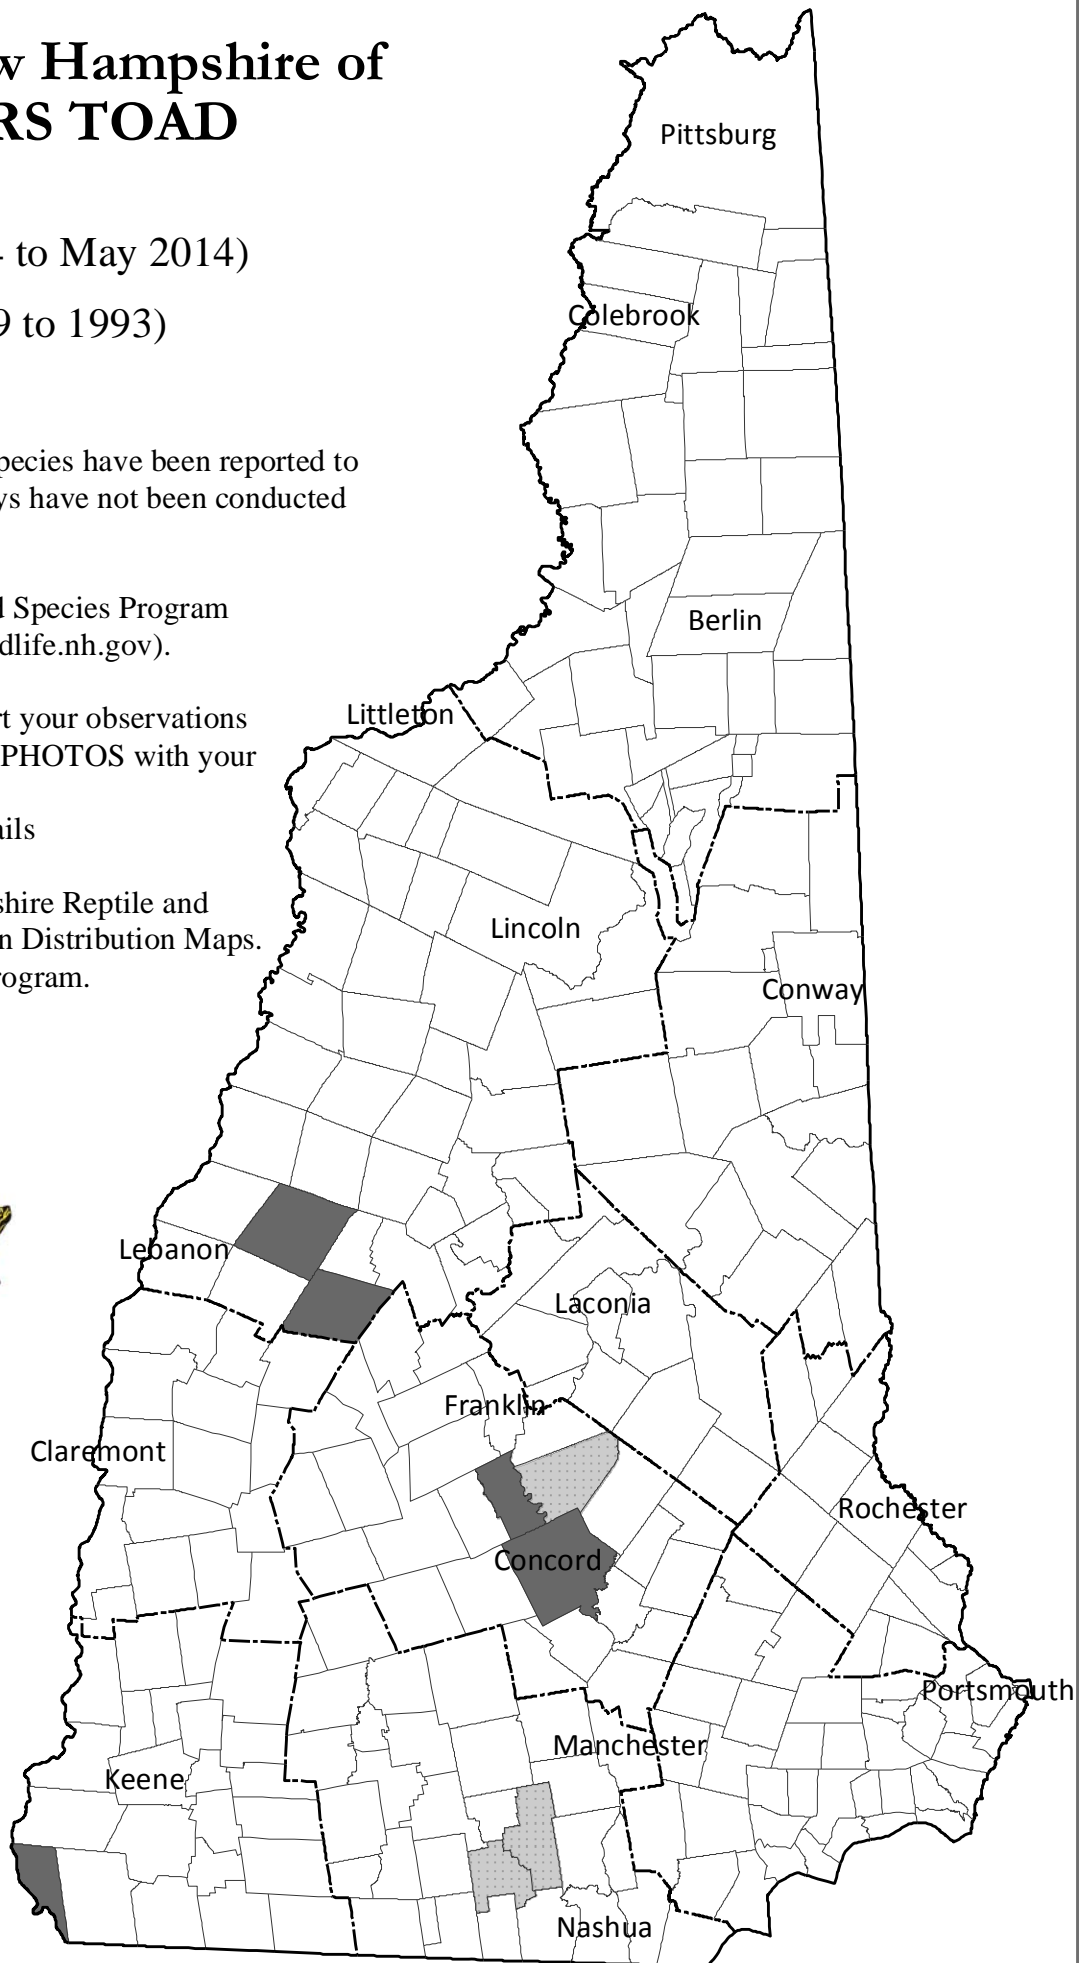 w Hampshire of
RS TOAD
to May 2014)
9 to 1993)
pecies have been reported to
ys have not been conducted
d Species Program
dlife.nh.gov).
rt your observations
PHOTOS with your
ails
shire Reptile and
n Distribution Maps.
rogram.
Pittsburg
Colebrook
Berlin
Littleton
Lincoln
Conway
Lebanon
Laconia
Franklin
Claremont
Rochester
Concord
Portsmouth
Manchester
Keene
Nashua